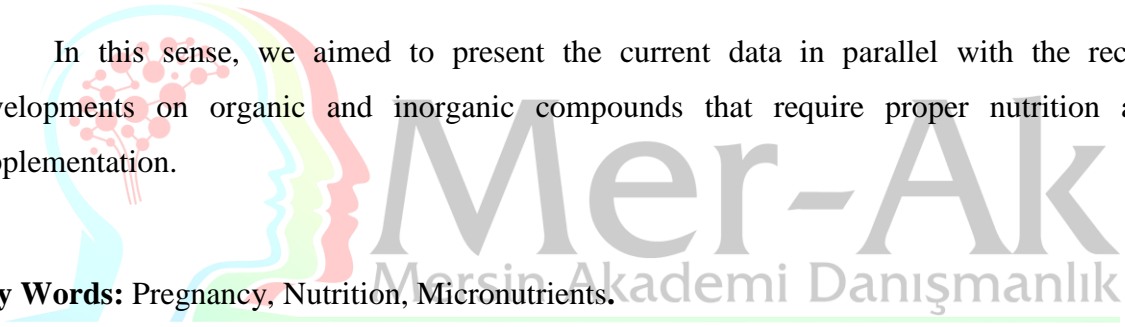 In this sense, we aimed to present the current data in parallel with the rec
velopments on organic and inorganic compounds that require proper nutrition a
pplementation.
Mer-Ak
Mersin Akademi Danışmanlık
y Words: Pregnancy, Nutrition, Micronutrients.